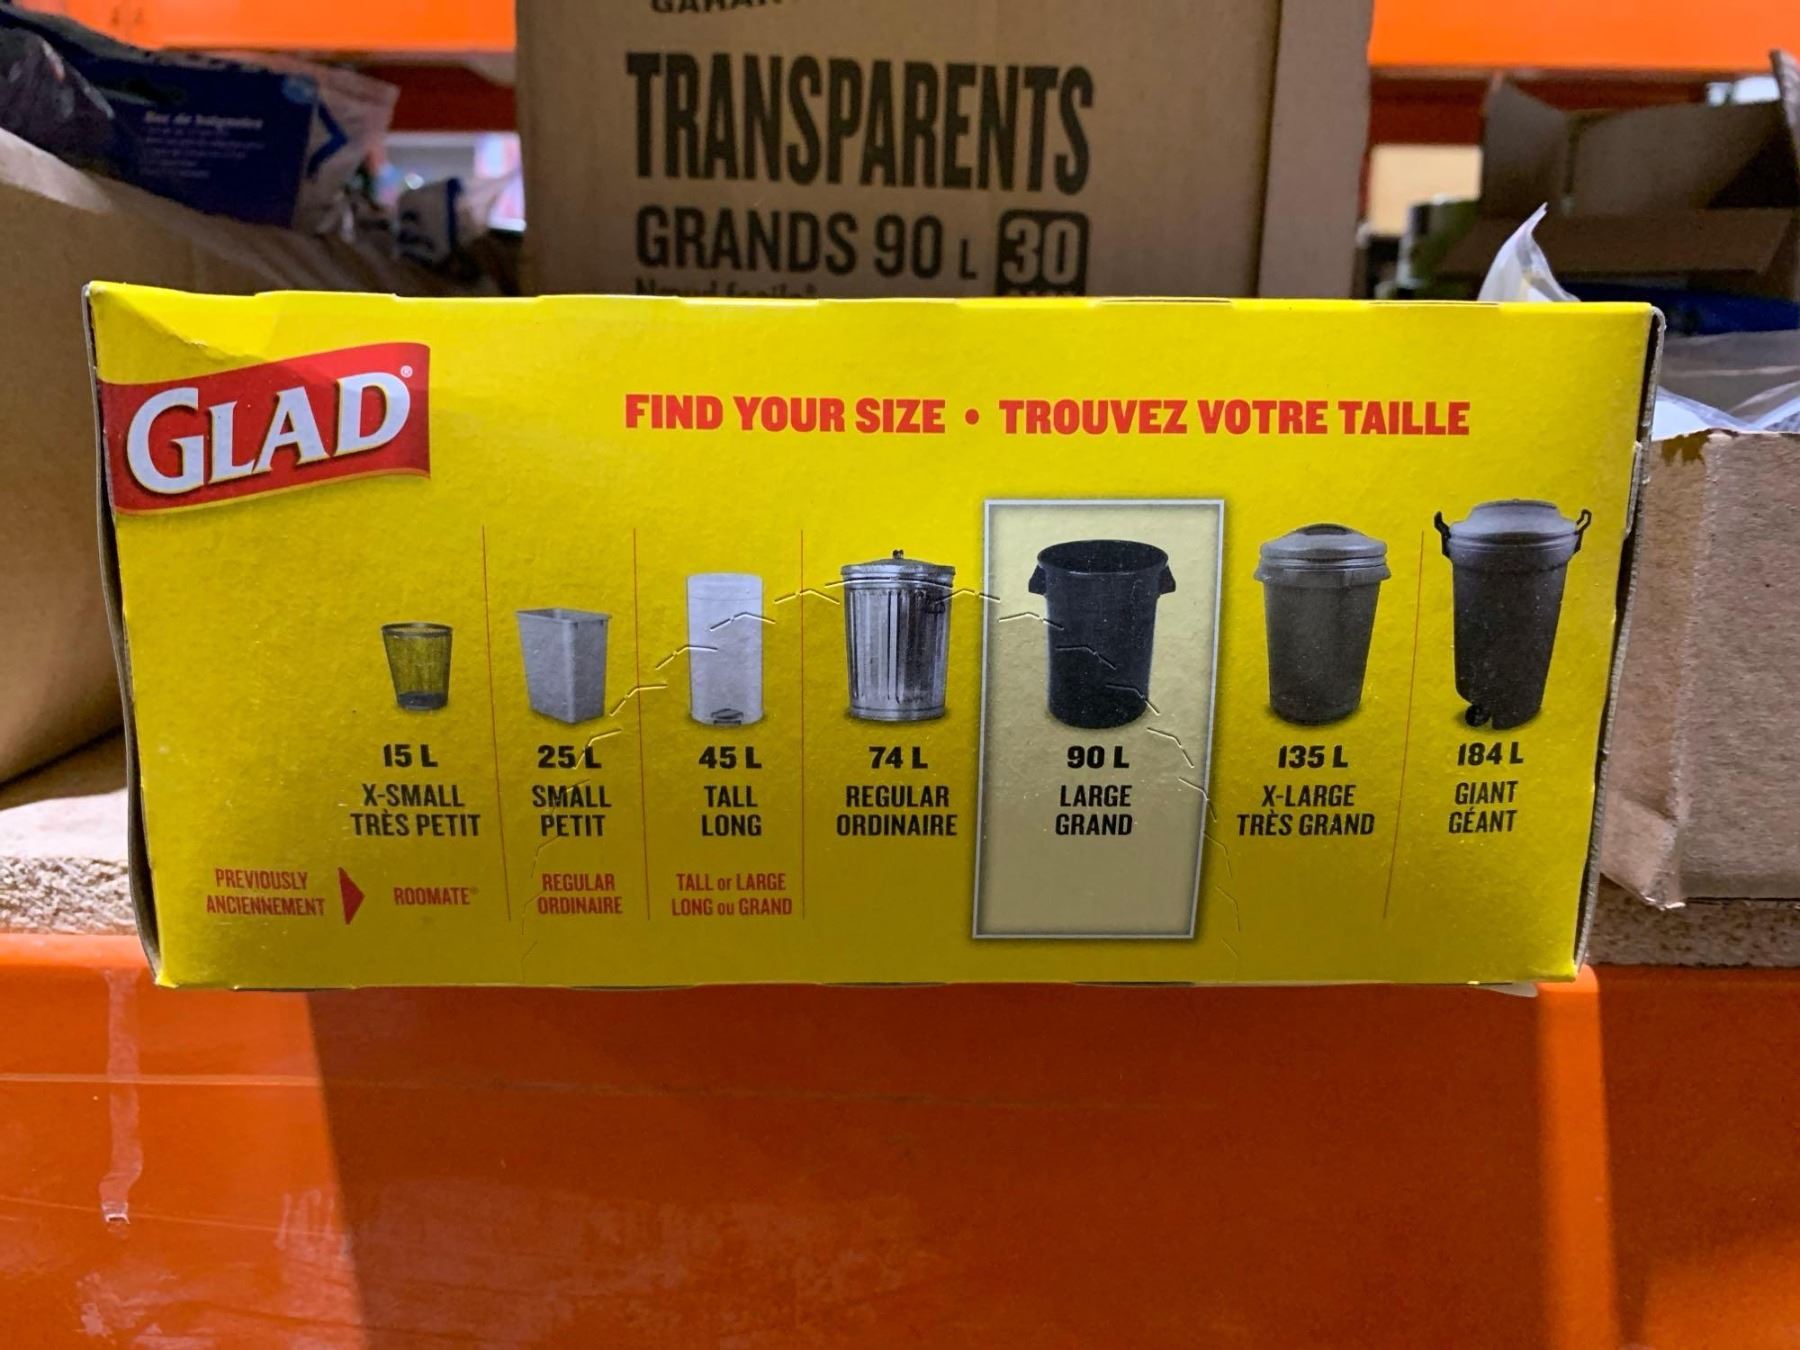 TRANSPARENTS
GRANDS 90 L 30
GLAD®
FIND YOUR SIZE • TROUVEZ VOTRE TAILLE
15 L
X-SMALL
TRÈS PETIT
25 L
SMALL
PETIT
45 L
TALL
LONG
74 L
REGULAR
ORDINAIRE
90 L
LARGE
GRAND
135 L
X-LARGE
TRÈS GRAND
184 L
GIANT
GÉANT
PREVIOUSLY
ANCIENNEMENT
ROOMATE®
REGULAR
ORDINAIRE
TALL or LARGE
LONG ou GRAND